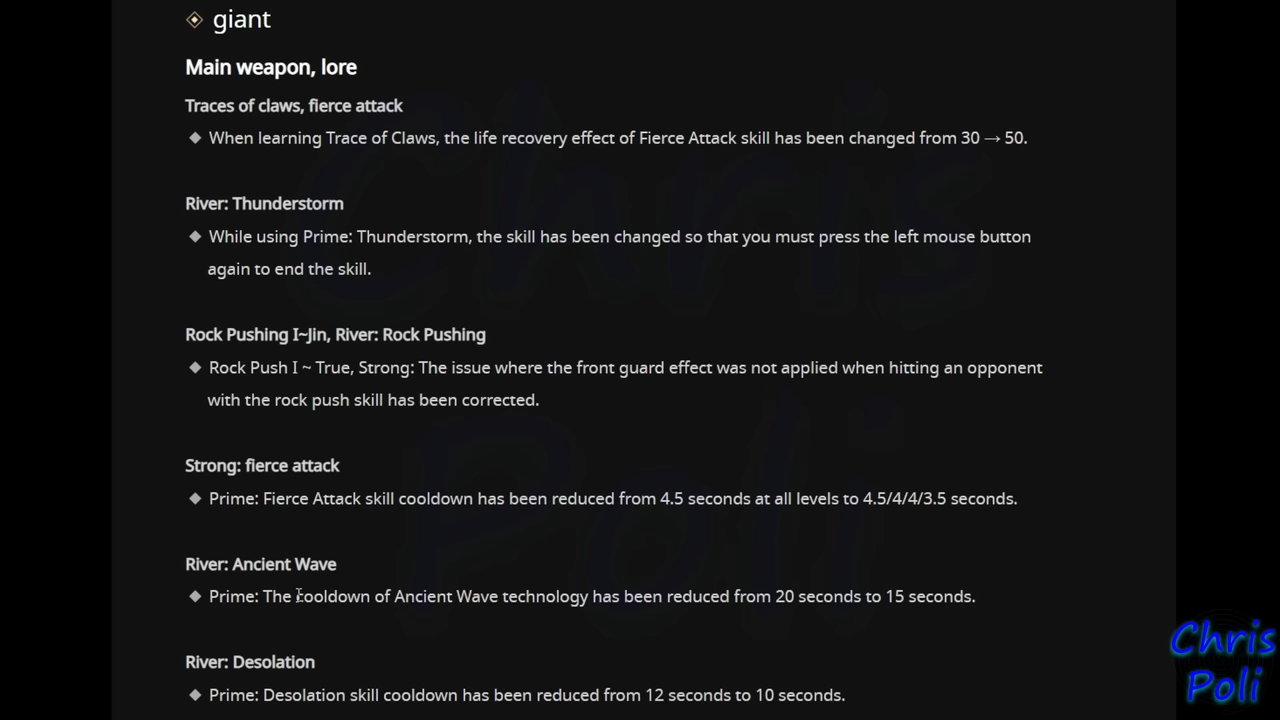 giant
Main weapon, lore
Traces of claws, fierce attack
When learning Trace of Claws, the life recovery effect of Fierce Attack skill has been changed from 30 → 50.
River: Thunderstorm
While using Prime: Thunderstorm, the skill has been changed so that you must press the left mouse button
again to end the skill.
Rock Pushing I~Jin, River: Rock Pushing
Rock Push I ~ True, Strong: The issue where the front guard effect was not applied when hitting an opponent
with the rock push skill has been corrected.
Strong: fierce attack
Prime: Fierce Attack skill cooldown has been reduced from 4.5 seconds at all levels to 4.5/4/4/3.5 seconds.
River: Ancient Wave
Prime: The cooldown of Ancient Wave technology has been reduced from 20 seconds to 15 seconds.
River: Desolation
Prime: Desolation skill cooldown has been reduced from 12 seconds to 10 seconds.
Chris
Poli